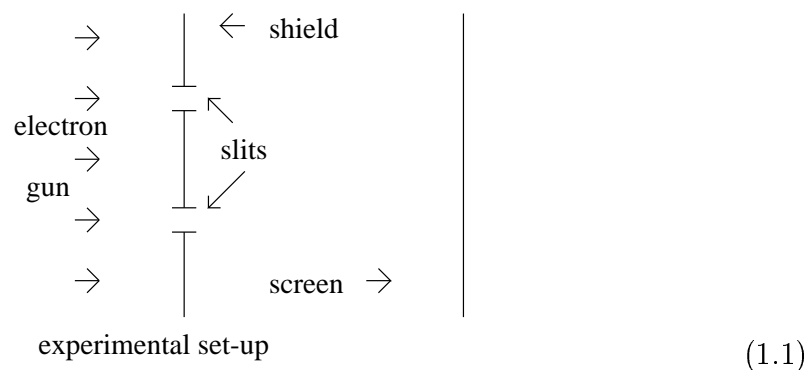 shield
electron
slits
gun
screen
experimental set-up
(1.1)